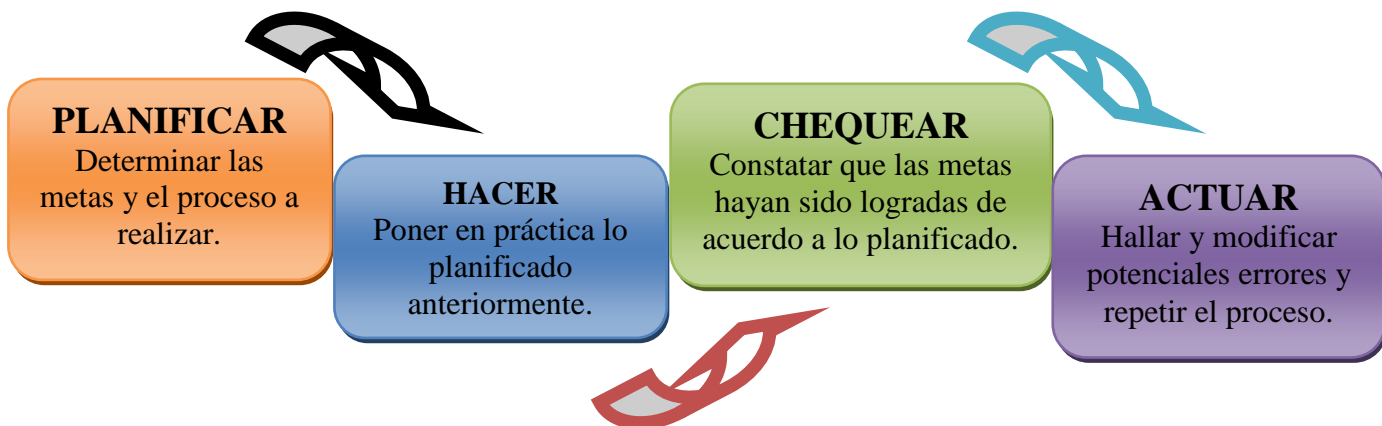 PLANIFICAR
Determinar las
metas y el proceso a
realizar.
HACER
Poner en práctica lo
planificado
anteriormente.
CHEQUEAR
Constatar que las metas
hayan sido logradas de
acuerdo a lo planificado.
ACTUAR
Hallar y modificar
potenciales errores y
repetir el proceso.